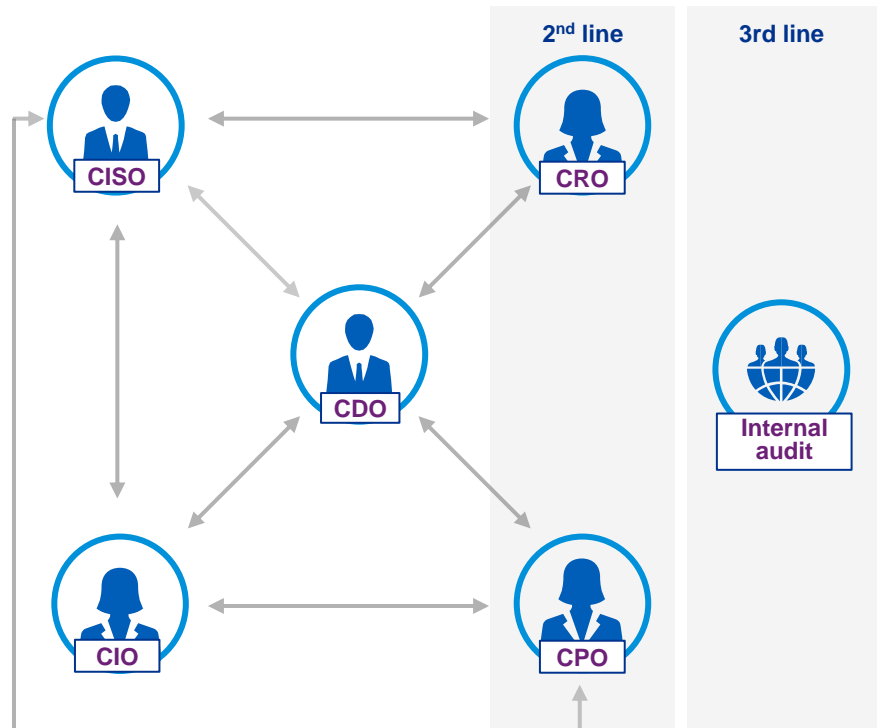 2nd line
3rd line
CISO
CRO
CDO
Internal
audit
CIO
CPO